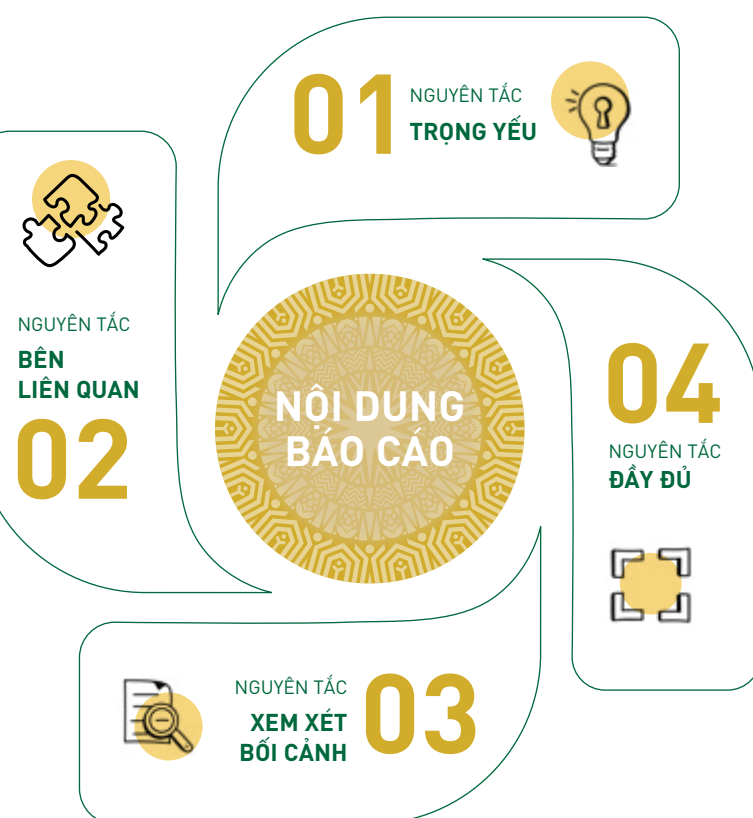 01
NGUYÊN TẮC
TRỌNG YẾU
NGUYÊN TẮC
BÊN
LIÊN QUAN
02
NỘI DUNG
BÁO CÁO
04
NGUYÊN TẮC
ĐẦY ĐỦ
NGUYÊN TẮC
XEM XÉT
BỐI CẢNH
03